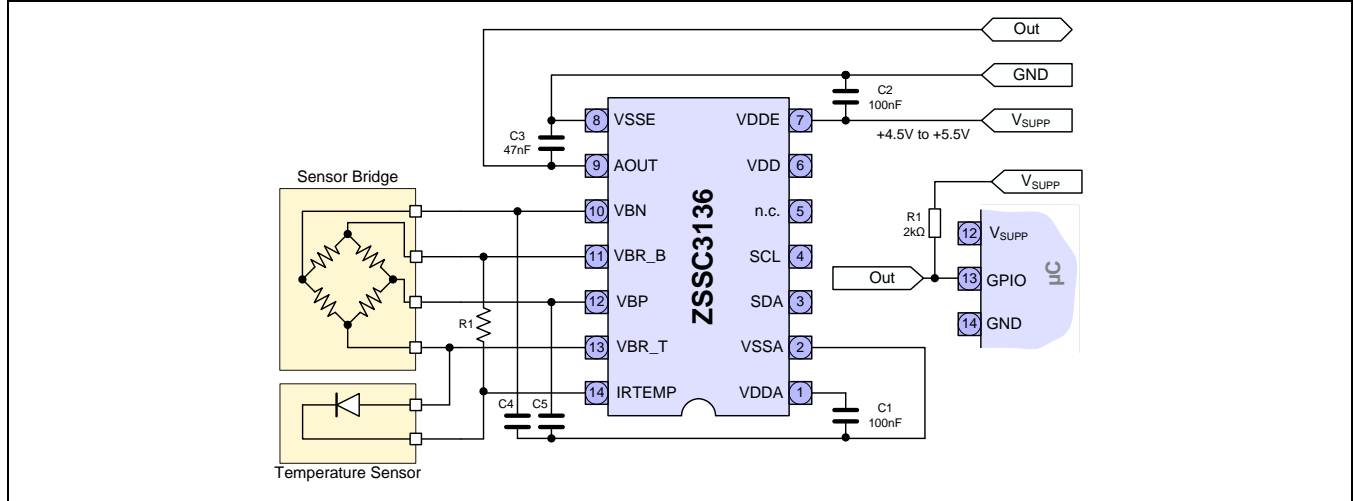 Out
GND
C2
100nF
V_SUPP
+4.5V to +5.5V
C3
47nF
8 VSSE
9 AOUT
10 VBN
11 VBR_B
12 VBP
13 VBR_T
14 IRTEMP
ZSSC3136
VDDE 7
VDD 6
n.c. 5
SCL 4
SDA 3
VSSA 2
VDDA 1
C1
100nF
Sensor Bridge
R1
C4
C5
Temperature Sensor
V_SUPP
R1
2kΩ
Out
12 V_SUPP
13 GPIO
14 GND
µC